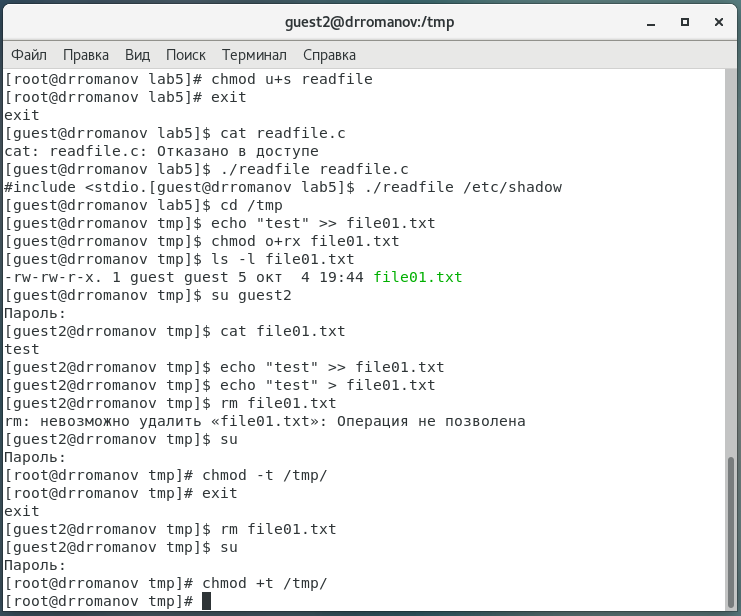 guest2@drromanov:/tmp
Файл Правка Вид Поиск Терминал Справка
[root@drromanov lab5]# chmod u+s readfile
[root@drromanov lab5]# exit
exit
[guest@drromanov lab5]$ cat readfile.c
cat: readfile.c: Отказано в доступе
[guest@drromanov lab5]$ ./readfile readfile.c
#include <stdio.[guest@drromanov lab5]$ ./readfile /etc/shadow
[guest@drromanov lab5]$ cd /tmp
[guest@drromanov tmp]$ echo "test" >> file01.txt
[guest@drromanov tmp]$ chmod o+rx file01.txt
[guest@drromanov tmp]$ ls -l file01.txt
-rw-rw-r-x. 1 guest guest 5 окт  4 19:44 file01.txt
[guest@drromanov tmp]$ su guest2
Пароль:
[guest2@drromanov tmp]$ cat file01.txt
test
[guest2@drromanov tmp]$ echo "test" >> file01.txt
[guest2@drromanov tmp]$ echo "test" > file01.txt
[guest2@drromanov tmp]$ rm file01.txt
rm: невозможно удалить «file01.txt»: Операция не позволена
[guest2@drromanov tmp]$ su
Пароль:
[root@drromanov tmp]# chmod -t /tmp/
[root@drromanov tmp]# exit
exit
[guest2@drromanov tmp]$ rm file01.txt
[guest2@drromanov tmp]$ su
Пароль:
[root@drromanov tmp]# chmod +t /tmp/
[root@drromanov tmp]#